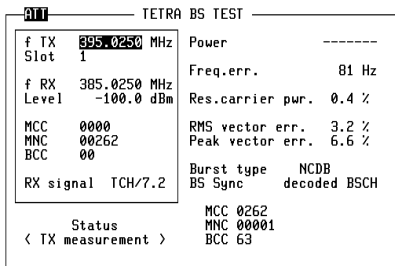 ATT TETRA BS TEST
f TX 395.0250 MHz
Slot 1
f RX 385.0250 MHz
Level -100.0 dBm
MCC 0000
MNC 00262
BCC 00
RX signal TCH/7.2
Status
< TX measurement >
Power -------
Freq.err. 81 Hz
Res.carrier pwr. 0.4 %
RMS vector err. 3.2 %
Peak vector err. 6.6 %
Burst type NCDB
BS Sync decoded BSCH
MCC 0262
MNC 00001
BCC 63